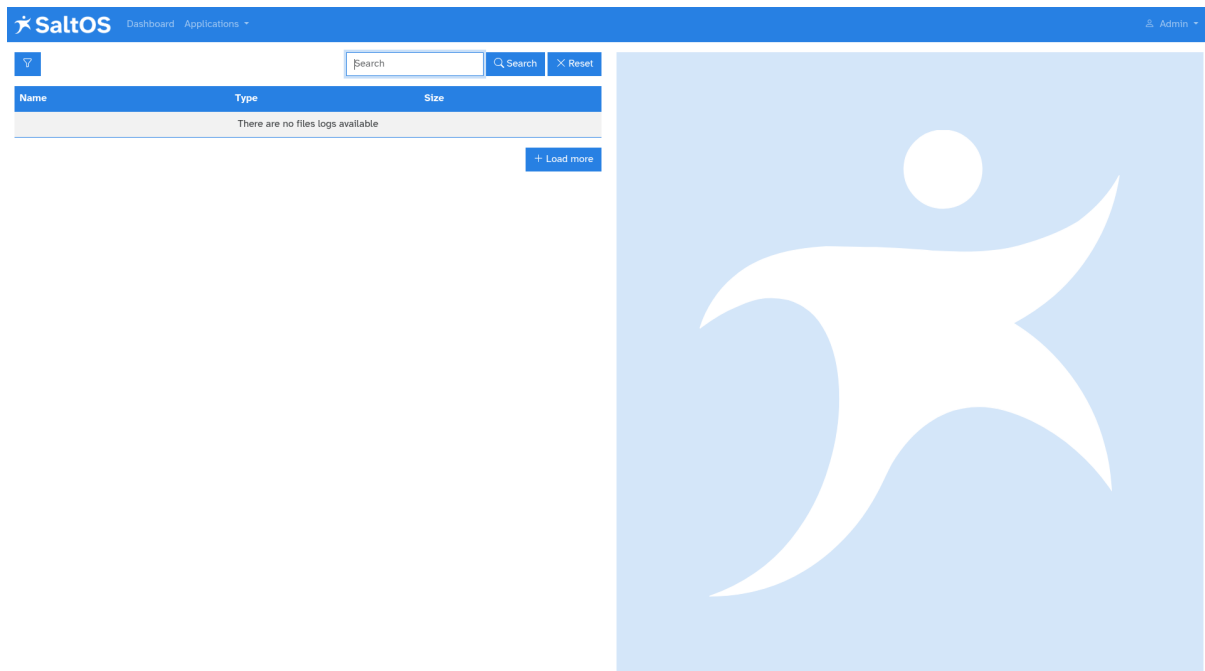 SaltOS Dashboard Applications Admin
Search Search Reset
Name Type Size
There are no files logs available
Load more